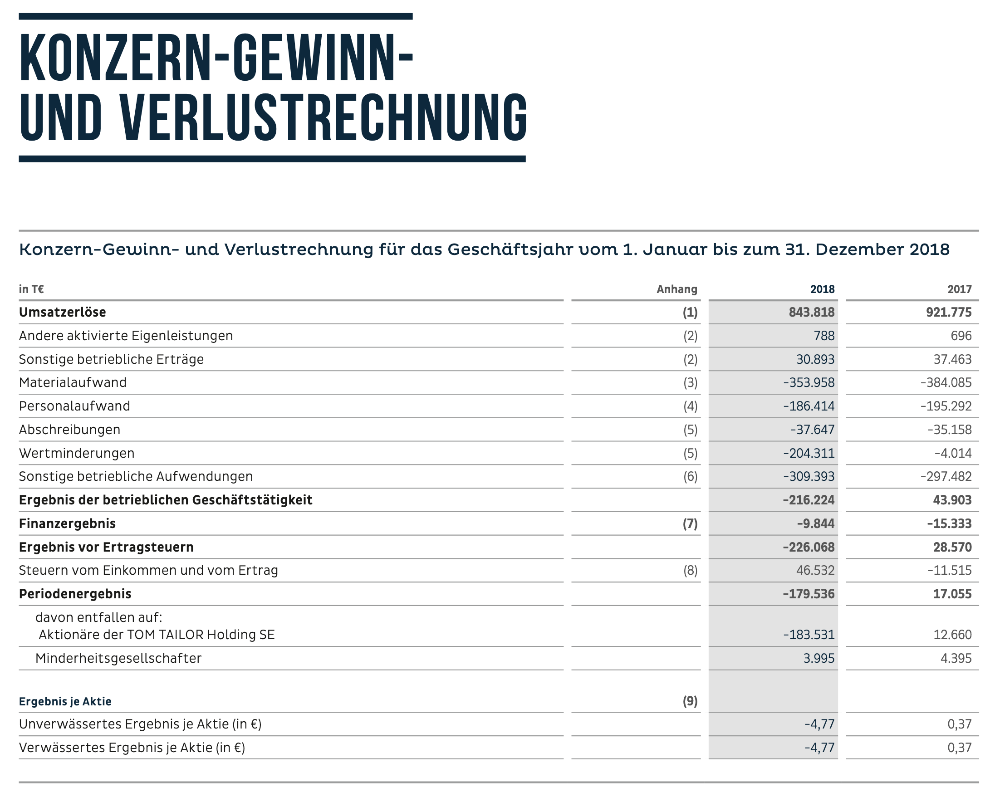 KONZERN-GEWINN-
UND VERLUSTRECHNUNG
Konzern-Gewinn- und Verlustrechnung für das Geschäftsjahr vom 1. Januar bis zum 31. Dezember 2018
in T€ Anhang 2018 2017
Umsatzerlöse (1) 843.818 921.775
Andere aktivierte Eigenleistungen (2) 788 696
Sonstige betriebliche Erträge (2) 30.893 37.463
Materialaufwand (3) −353.958 −384.085
Personalaufwand (4) −186.414 −195.292
Abschreibungen (5) −37.647 −35.158
Wertminderungen (5) −204.311 −4.014
Sonstige betriebliche Aufwendungen (6) −309.393 −297.482
Ergebnis der betrieblichen Geschäftstätigkeit −216.224 43.903
Finanzergebnis (7) −9.844 −15.333
Ergebnis vor Ertragsteuern −226.068 28.570
Steuern vom Einkommen und vom Ertrag (8) 46.532 −11.515
Periodenergebnis −179.536 17.055
davon entfallen auf:
Aktionäre der TOM TAILOR Holding SE −183.531 12.660
Minderheitsgesellschafter 3.995 4.395
Ergebnis je Aktie (9)
Unverwässertes Ergebnis je Aktie (in €) −4,77 0,37
Verwässertes Ergebnis je Aktie (in €) −4,77 0,37